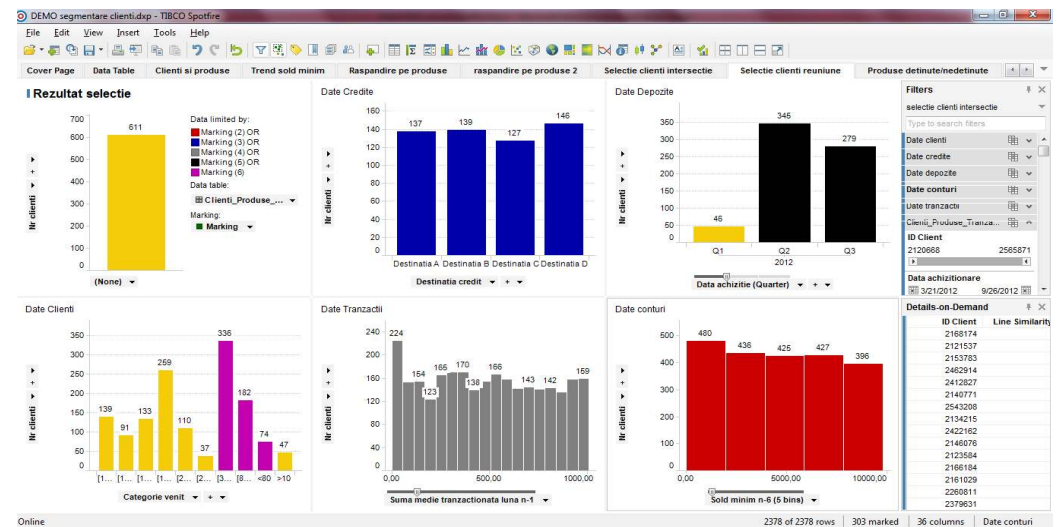 DEMO segmentare clienti.dxp - TIBCO Spotfire
File Edit View Insert Tools Help
Cover Page Data Table Clienti si produse Trend sold minim Raspandire pe produse raspandire pe produse 2 Selectie clienti intersectie Selectie clienti reuniune Produse detinute/nedetinute
Rezultat selectie
700
600
500
400
300
200
100
0
611
Nr clienti
(None)
Data limited by:
Marking (2) OR
Marking (3) OR
Marking (4) OR
Marking (5) OR
Marking (6)
Data table:
Clienti_Produse_...
Marking:
Marking
Date Credite
160
140
120
100
80
60
40
20
0
137 139 127 146
Nr clienti
Destinatia A Destinatia B Destinatia C Destinatia D
Destinatia credit
Date Depozite
350
300
250
200
150
100
50
0
46 346 279
Nr clienti
Q1 Q2 Q3
2012
Data achizitie (Quarter)
Filters
selectie clienti intersectie
Type to search filters
Date clienti
Date credite
Date depozite
Date conturi
Date tranzactii
Clienti_Produse_Tranza...
ID Client
2120668 2565871
Data achizitionare
3/21/2012 9/26/2012
Date Clienti
350
300
250
200
150
100
50
0
139 91 133 259 110 37 336 182 74 47
Nr clienti
[1... [1... [1... [1... [2... [2... [3... [6... <80 >10
Categorie venit
Date Tranzactii
240
200
160
120
80
40
0
224 154 123 165 170 138 166 143 142 159
Nr clienti
0,00 500,00 1000,00
Suma medie tranzactionata luna n-1
Date conturi
500
400
300
200
100
0
480 436 425 427 396
Nr clienti
0,00 5000,00 10000,00
Sold minim n-6 (5 bins)
Details-on-Demand
ID Client Line Similarity
2168174
2121537
2153783
2462914
2412827
2140771
2543208
2134215
2422162
2146076
2123584
2166184
2161029
2260811
2379631
Online 2378 of 2378 rows 303 marked 36 columns Date conturi